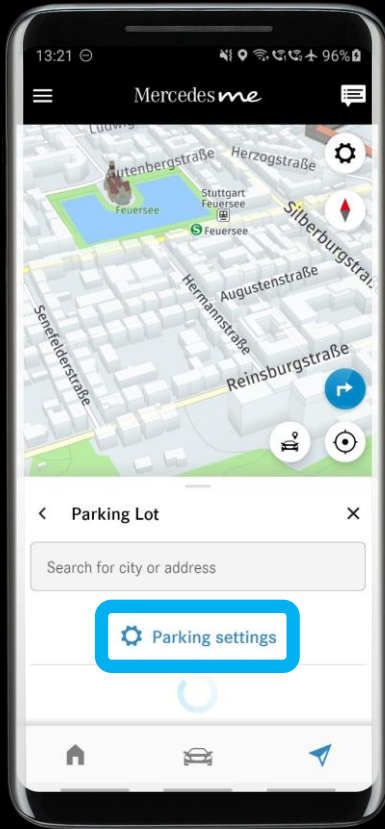 13:21
96%
Mercedes me
Ludwig
Gutenbergstraße
Herzogstraße
Feuersee
Stuttgart
Feuersee
S Feuersee
Silberburgstraß
Augustenstraße
Hermannstraße
Senefelderstraße
Reinsburgstraße
Parking Lot
Search for city or address
Parking settings